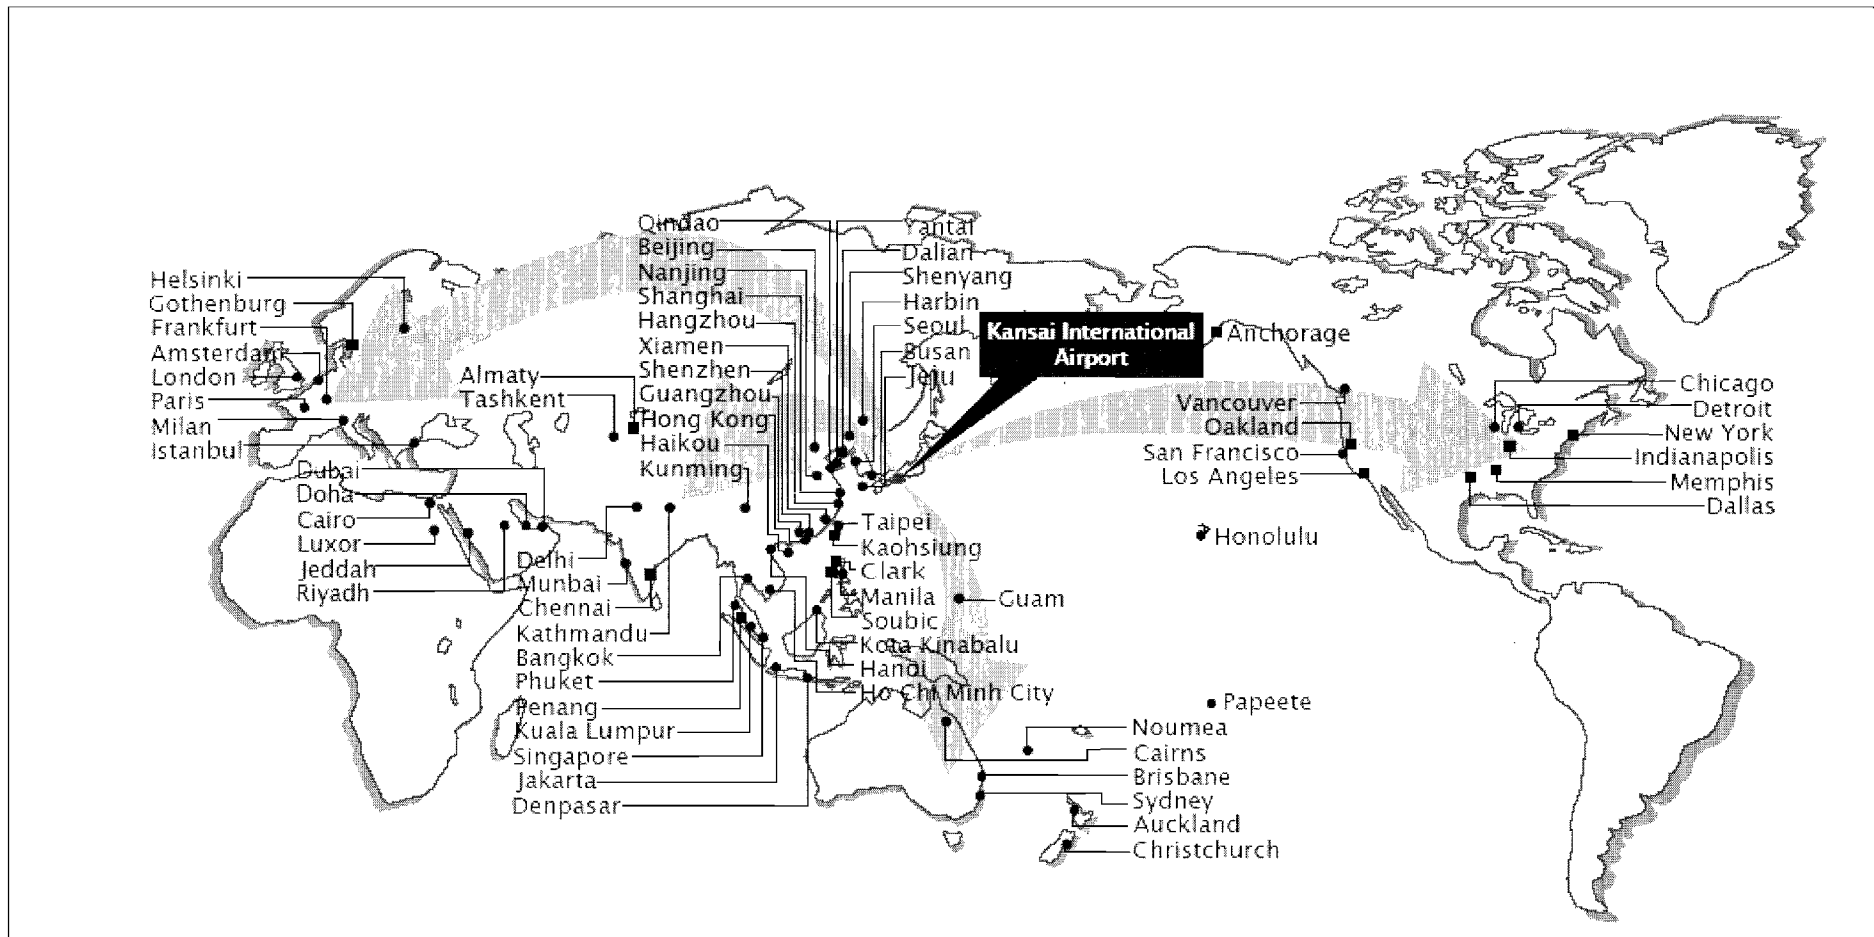 Qindao
Beijing
Nanjing
Shanghai
Hangzhou
Xiamen
Shenzhen
Guangzhou
Hong Kong
Haikou
Kunming
Yantai
Dalian
Shenyang
Harbin
Seoul
Busan
Jeju
Kansai International
Airport
Helsinki
Gothenburg
Frankfurt
Amsterdam
London
Paris
Milan
Istanbul
Almaty
Tashkent
Dubai
Doha
Cairo
Luxor
Jeddah
Riyadh
Delhi
Munbai
Chennai
Kathmandu
Bangkok
Phuket
Penang
Kuala Lumpur
Singapore
Jakarta
Denpasar
Taipei
Kaohsiung
Clark
Manila
Soubic
Kota Kinabalu
Hanoi
Ho Chi Minh City
Guam
Anchorage
Vancouver
Oakland
San Francisco
Los Angeles
Honolulu
Chicago
Detroit
New York
Indianapolis
Memphis
Dallas
Papeete
Noumea
Cairns
Brisbane
Sydney
Auckland
Christchurch